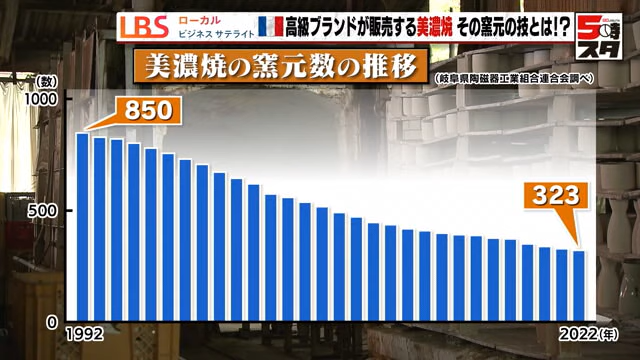 LBS ローカル ビジネス サテライト
高級ブランドが販売する美濃焼 その窯元の技とは!?
5時スタ
美濃焼の窯元数の推移
(岐阜県陶磁器工業組合連合会調べ)
(数)
1000
850
500
323
0
1992
2022(年)